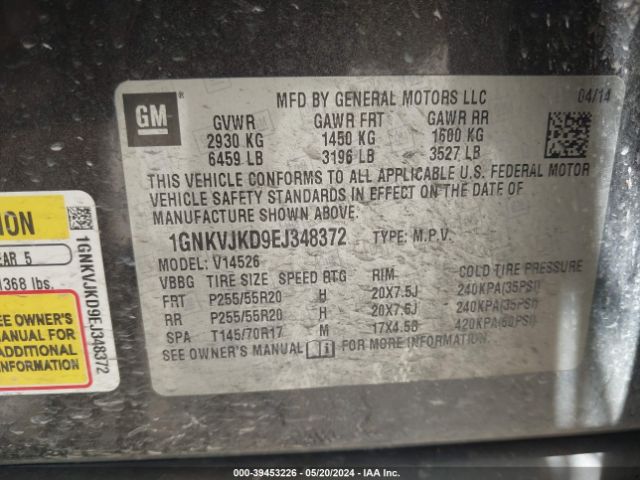 GM
®
MFD BY GENERAL MOTORS LLC 04/14
GVWR GAWR FRT GAWR RR
2930 KG 1450 KG 1600 KG
6459 LB 3196 LB 3527 LB
THIS VEHICLE CONFORMS TO ALL APPLICABLE U.S. FEDERAL MOTOR
VEHICLE SAFETY STANDARDS IN EFFECT ON THE DATE OF
MANUFACTURE SHOWN ABOVE.
1GNKVJKD9EJ348372 TYPE: M.P.V.
MODEL: V14526
VBBG TIRE SIZE SPEED RTG RIM COLD TIRE PRESSURE
FRT P255/55R20 H 20X7.5J 240KPA(35PSI)
RR P255/55R20 H 20X7.5J 240KPA(35PSI)
SPA T145/70R17 M 17X4.5B 420KPA(60PSI)
SEE OWNER'S MANUAL FOR MORE INFORMATION.
EAR 5
1368 lbs.
EE OWNER'S
MANUAL FOR
ADDITIONAL
FORMATION
1GNKVJKD9EJ348372
000-39453226 - 05/20/2024 - IAA Inc.